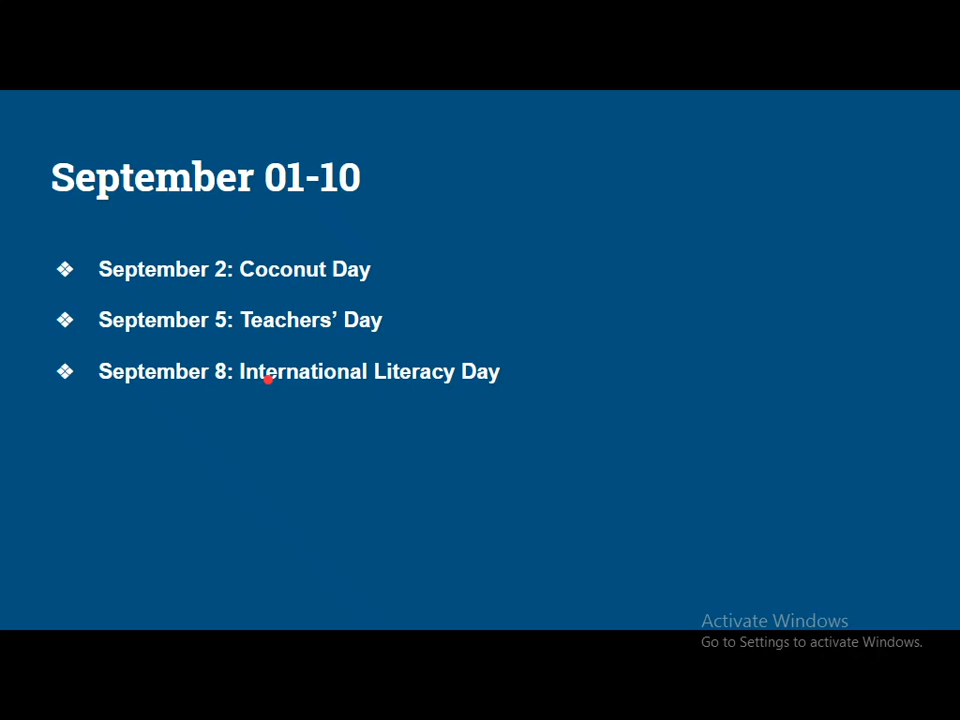 September 01-10
❖ September 2: Coconut Day
❖ September 5: Teachers’ Day
❖ September 8: International Literacy Day
Activate Windows
Go to Settings to activate Windows.